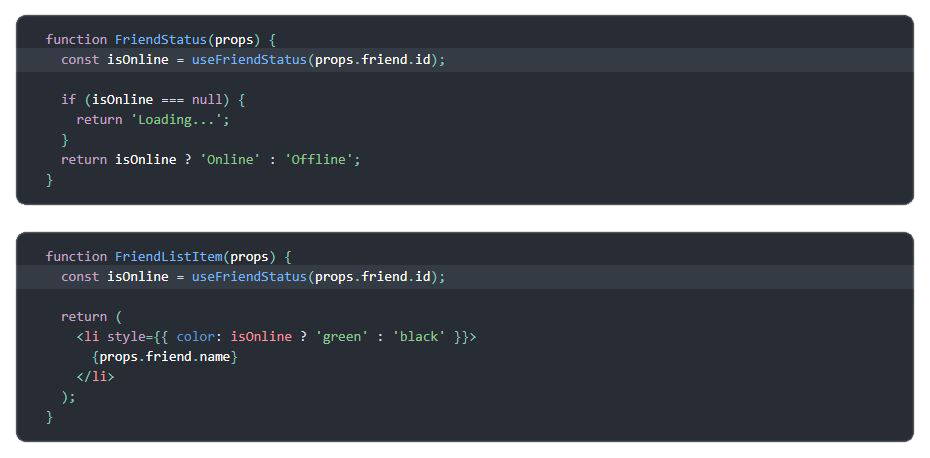 function FriendStatus(props) {
  const isOnline = useFriendStatus(props.friend.id);

  if (isOnline === null) {
    return 'Loading...';
  }
  return isOnline ? 'Online' : 'Offline';
}

function FriendListItem(props) {
  const isOnline = useFriendStatus(props.friend.id);

  return (
    <li style={{ color: isOnline ? 'green' : 'black' }}>
      {props.friend.name}
    </li>
  );
}